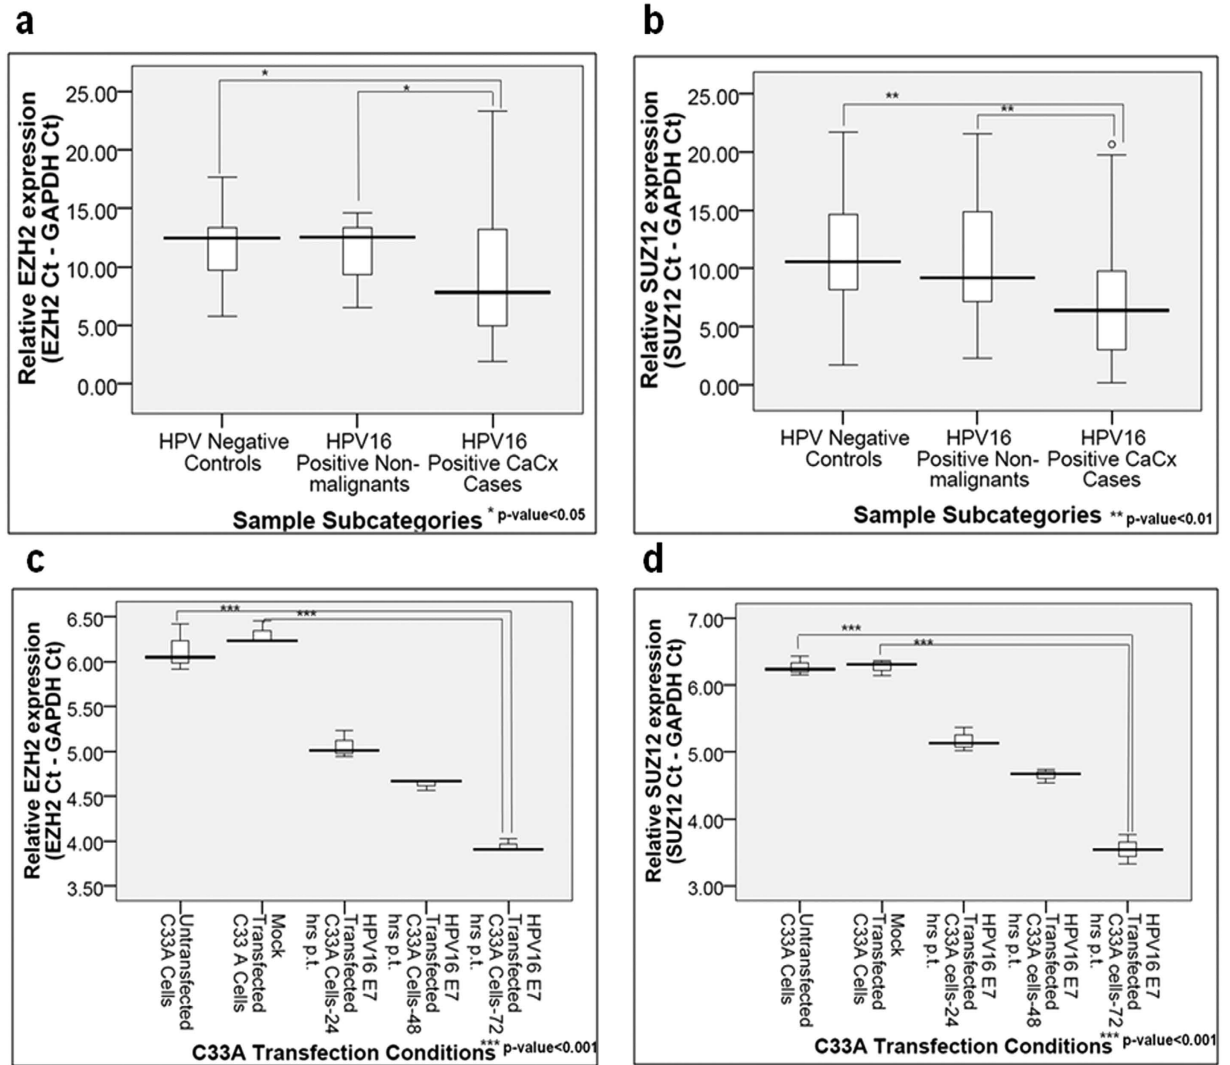 a
Relative EZH2 expression
(EZH2 Ct - GAPDH Ct)
25.00
20.00
15.00
10.00
5.00
0.00
*
*
HPV Negative
Controls
HPV16
Positive Non-
malignants
HPV16
Positive CaCx
Cases
Sample Subcategories
* p-value<0.05
b
Relative SUZ12 expression
(SUZ12 Ct - GAPDH Ct)
25.00
20.00
15.00
10.00
5.00
0.00
**
**
HPV Negative
Controls
HPV16
Positive Non-
malignants
HPV16
Positive CaCx
Cases
Sample Subcategories
** p-value<0.01
c
Relative EZH2 expression
(EZH2 Ct - GAPDH Ct)
6.50
6.00
5.50
5.00
4.50
4.00
3.50
***
***
Untransfected
C33A Cells
Mock
Transfected
C33 A Cells
HPV16 E7
Transfected
C33A Cells-24
hrs p.t.
HPV16 E7
Transfected
C33A Cells-48
hrs p.t.
HPV16 E7
Transfected
C33A Cells-72
hrs p.t.
C33A Transfection Conditions
*** p-value<0.001
d
Relative SUZ12 expression
(SUZ12 Ct - GAPDH Ct)
7.00
6.00
5.00
4.00
3.00
***
***
Untransfected
C33A Cells
Mock
Transfected
C33A Cells
HPV16 E7
Transfected
C33A cells-24
hrs p.t.
HPV16 E7
Transfected
C33A cells-48
hrs p.t.
HPV16 E7
Transfected
C33A cells-72
hrs p.t.
C33A Transfection Conditions
*** p-value<0.001